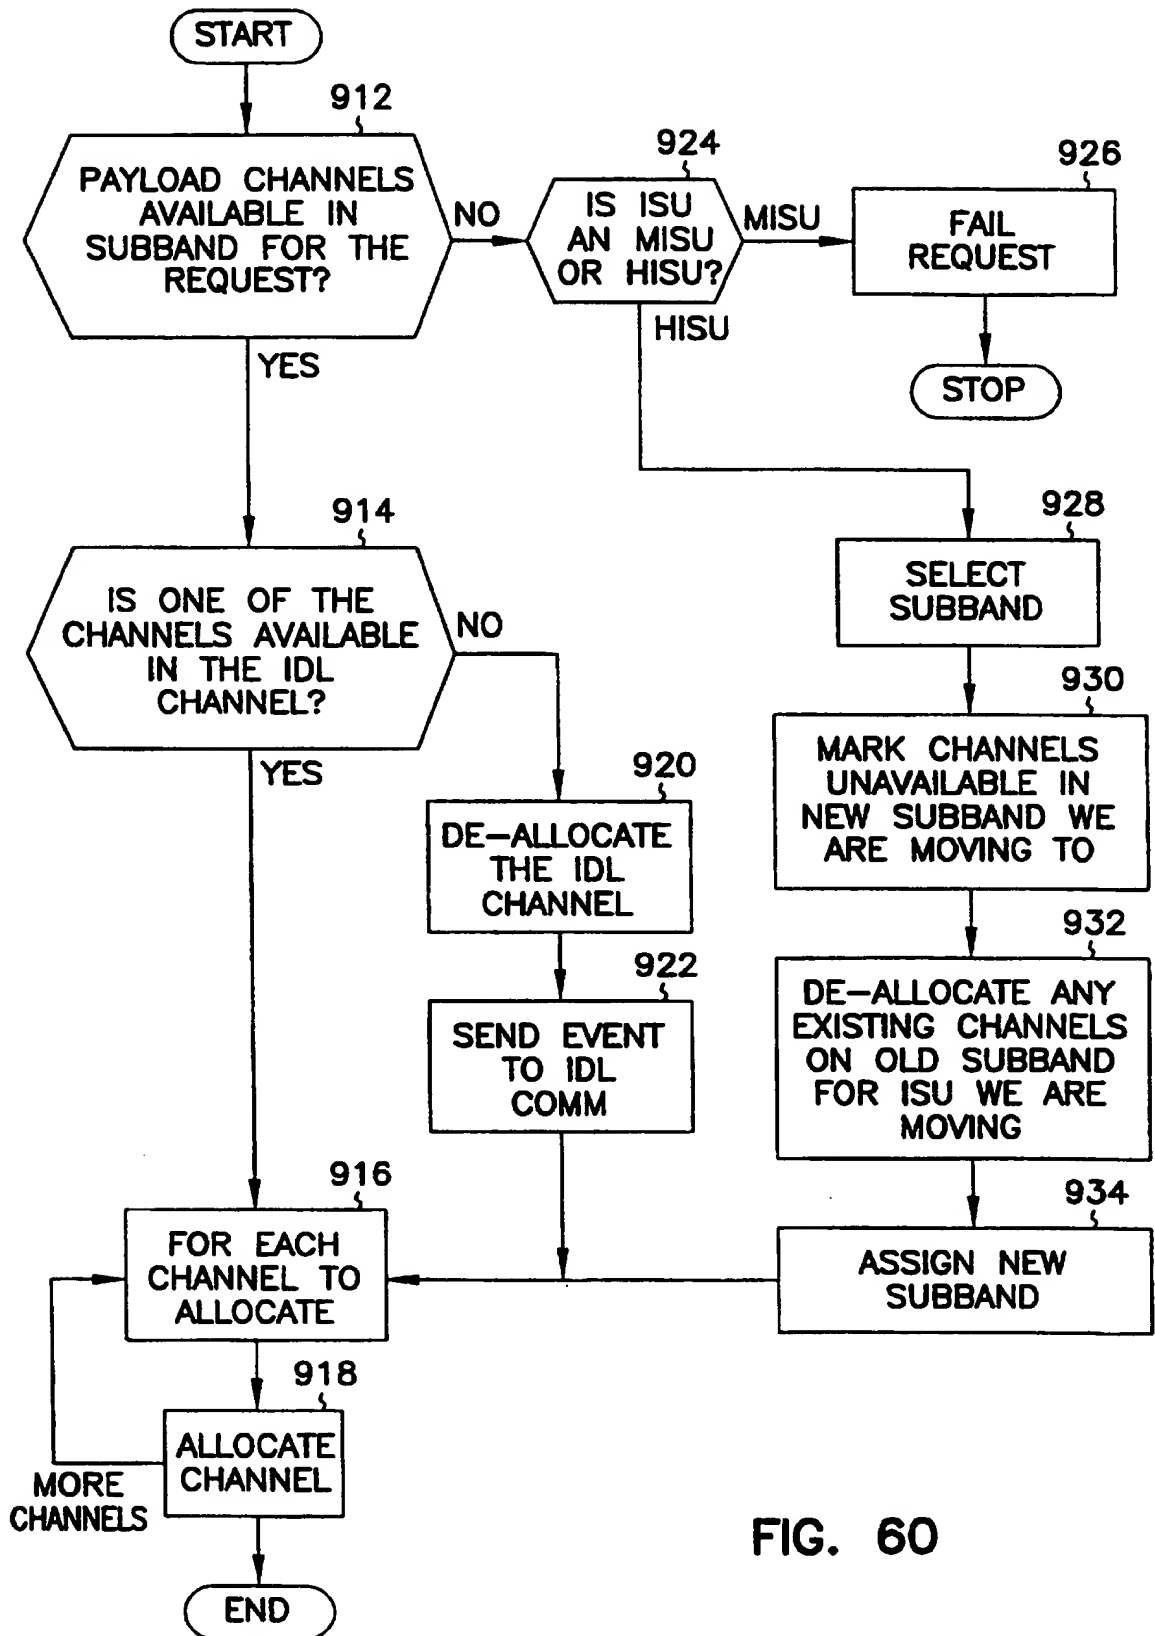 START
912
PAYLOAD CHANNELS
AVAILABLE IN
SUBBAND FOR THE
REQUEST?
NO
YES
924
IS ISU
AN MISU
OR HISU?
MISU
HISU
926
FAIL
REQUEST
STOP
914
IS ONE OF THE
CHANNELS AVAILABLE
IN THE IDL
CHANNEL?
NO
YES
928
SELECT
SUBBAND
930
MARK CHANNELS
UNAVAILABLE IN
NEW SUBBAND WE
ARE MOVING TO
920
DE-ALLOCATE
THE IDL
CHANNEL
922
SEND EVENT
TO IDL
COMM
932
DE-ALLOCATE ANY
EXISTING CHANNELS
ON OLD SUBBAND
FOR ISU WE ARE
MOVING
934
ASSIGN NEW
SUBBAND
916
FOR EACH
CHANNEL TO
ALLOCATE
918
ALLOCATE
CHANNEL
MORE
CHANNELS
END
FIG. 60